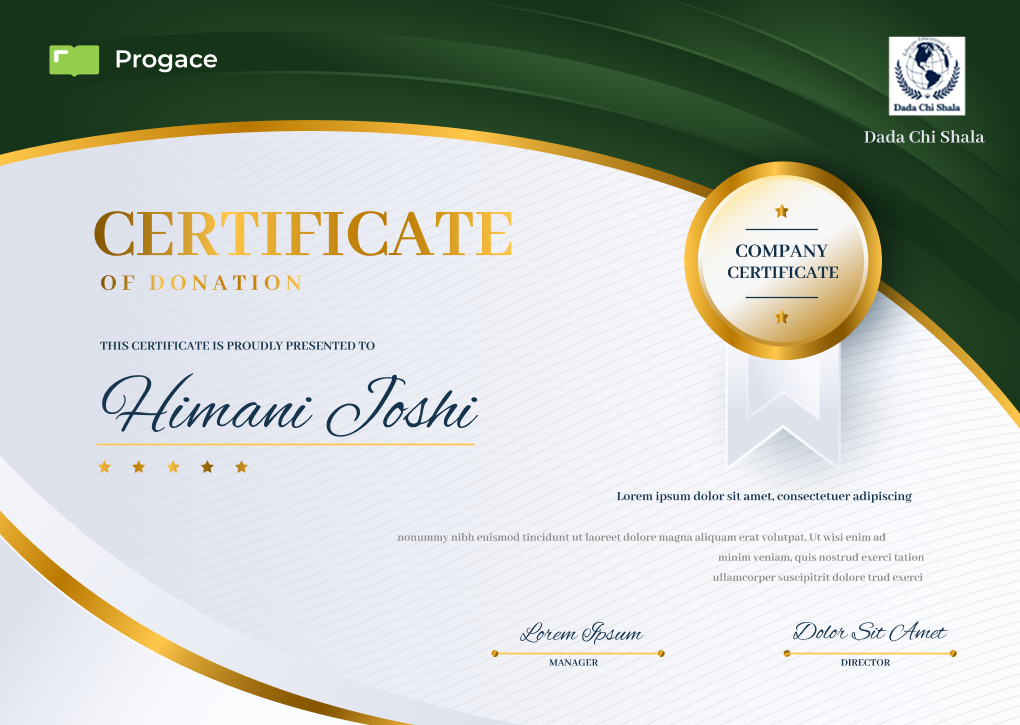 Progace
Dada Chi Shala
Dada Chi Shala
CERTIFICATE
OF DONATION
COMPANY
CERTIFICATE
THIS CERTIFICATE IS PROUDLY PRESENTED TO
Himani Joshi
Lorem ipsum dolor sit amet, consectetuer adipiscing
nonummy nibh euismod tincidunt ut laoreet dolore magna aliquam erat volutpat. Ut wisi enim ad
minim veniam, quis nostrud exerci tation
ullamcorper suscipitrit dolore trud exerci
Lorem Ipsum
Dolor Sit Amet
MANAGER
DIRECTOR